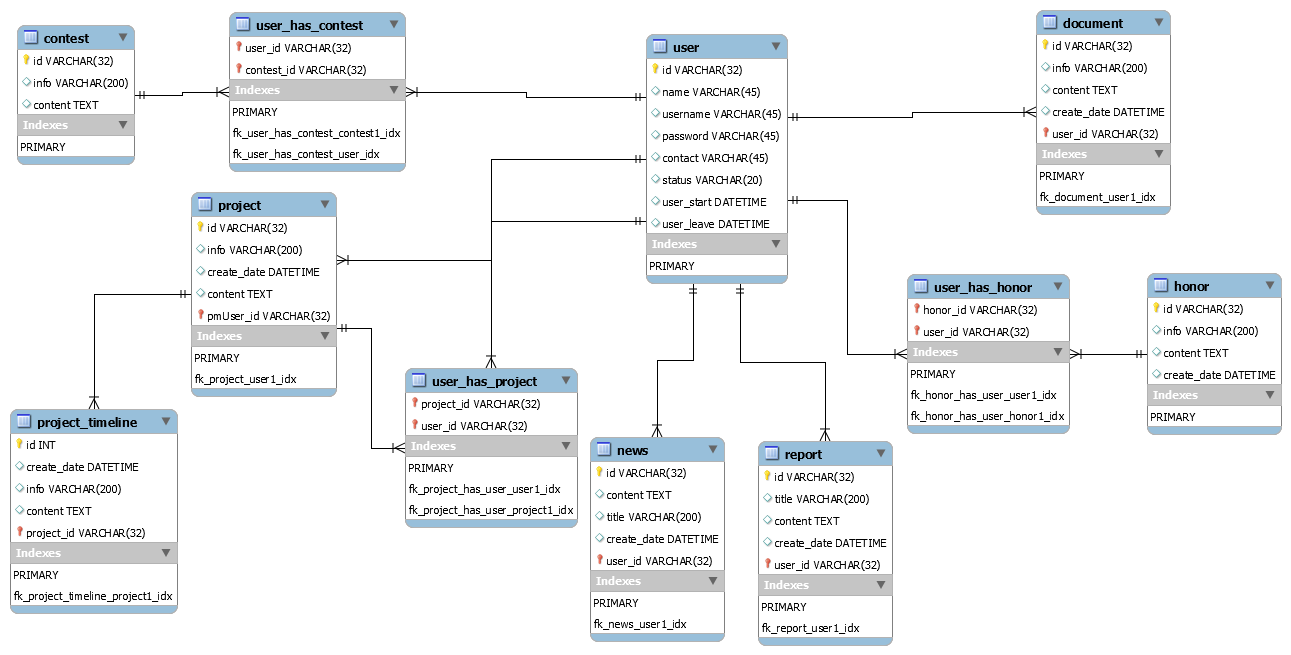 contest
id VARCHAR(32)
info VARCHAR(200)
content TEXT
Indexes
PRIMARY
user_has_contest
user_id VARCHAR(32)
contest_id VARCHAR(32)
Indexes
PRIMARY
fk_user_has_contest_contest1_idx
fk_user_has_contest_user_idx
user
id VARCHAR(32)
name VARCHAR(45)
username VARCHAR(45)
password VARCHAR(45)
contact VARCHAR(45)
status VARCHAR(20)
user_start DATETIME
user_leave DATETIME
Indexes
PRIMARY
document
id VARCHAR(32)
info VARCHAR(200)
content TEXT
create_date DATETIME
user_id VARCHAR(32)
Indexes
PRIMARY
fk_document_user1_idx
project
id VARCHAR(32)
info VARCHAR(200)
create_date DATETIME
content TEXT
pmUser_id VARCHAR(32)
Indexes
PRIMARY
fk_project_user1_idx
user_has_honor
honor_id VARCHAR(32)
user_id VARCHAR(32)
Indexes
PRIMARY
fk_honor_has_user_user1_idx
fk_honor_has_user_honor1_idx
honor
id VARCHAR(32)
info VARCHAR(200)
content TEXT
create_date DATETIME
Indexes
PRIMARY
project_timeline
id INT
create_date DATETIME
info VARCHAR(200)
content TEXT
project_id VARCHAR(32)
Indexes
PRIMARY
fk_project_timeline_project1_idx
user_has_project
project_id VARCHAR(32)
user_id VARCHAR(32)
Indexes
PRIMARY
fk_project_has_user_user1_idx
fk_project_has_user_project1_idx
news
id VARCHAR(32)
content TEXT
title VARCHAR(200)
create_date DATETIME
user_id VARCHAR(32)
Indexes
PRIMARY
fk_news_user1_idx
report
id VARCHAR(32)
title VARCHAR(200)
content TEXT
create_date DATETIME
user_id VARCHAR(32)
Indexes
PRIMARY
fk_report_user1_idx